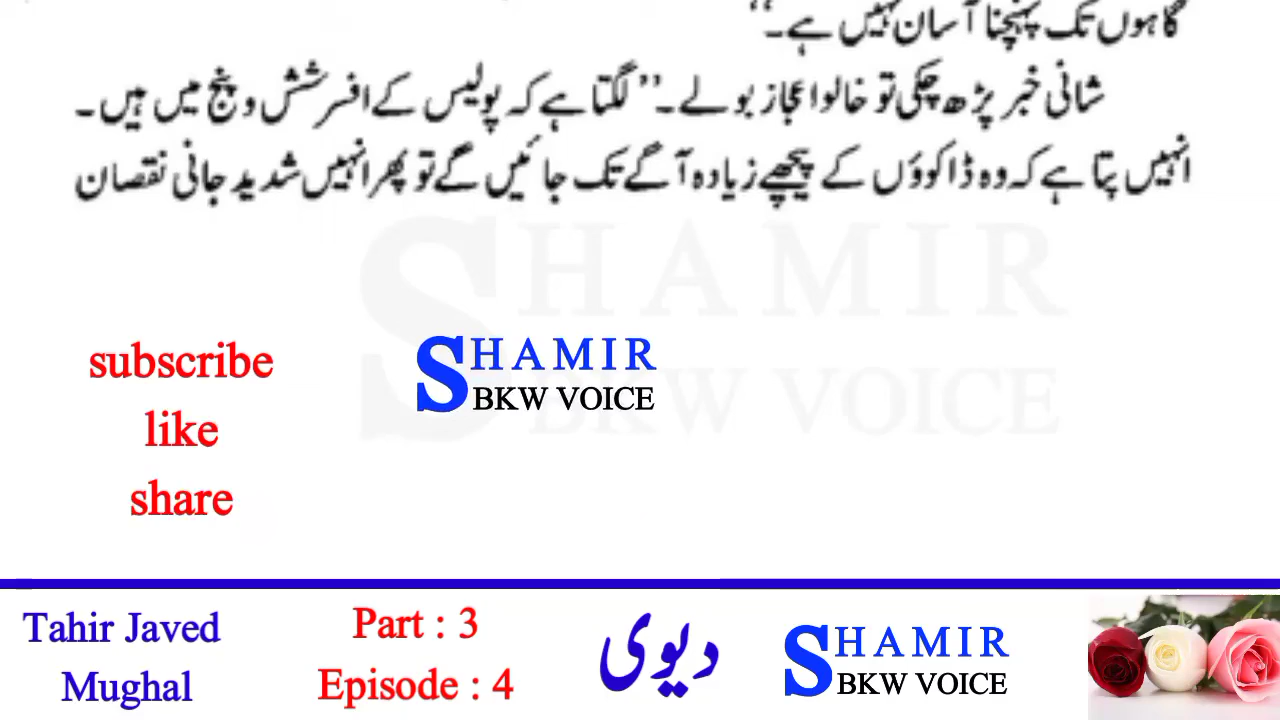 گاہوں تک پہنچنا آسان نہیں ہے۔‘‘
شانی خبر پڑھ چکی تو خالو اعجاز بولے۔ ’’لگتا ہے کہ پولیس کے افسر شش و پنج میں ہیں۔
انہیں پتا ہے کہ وہ ڈاکوؤں کے پیچھے زیادہ آگے تک جائیں گے تو پھر انہیں شدید جانی نقصان
SHAMIR
BKW VOICE
subscribe
like
share
SHAMIR
BKW VOICE
Tahir Javed
Mughal
Part : 3
Episode : 4
دیوی
SHAMIR
BKW VOICE